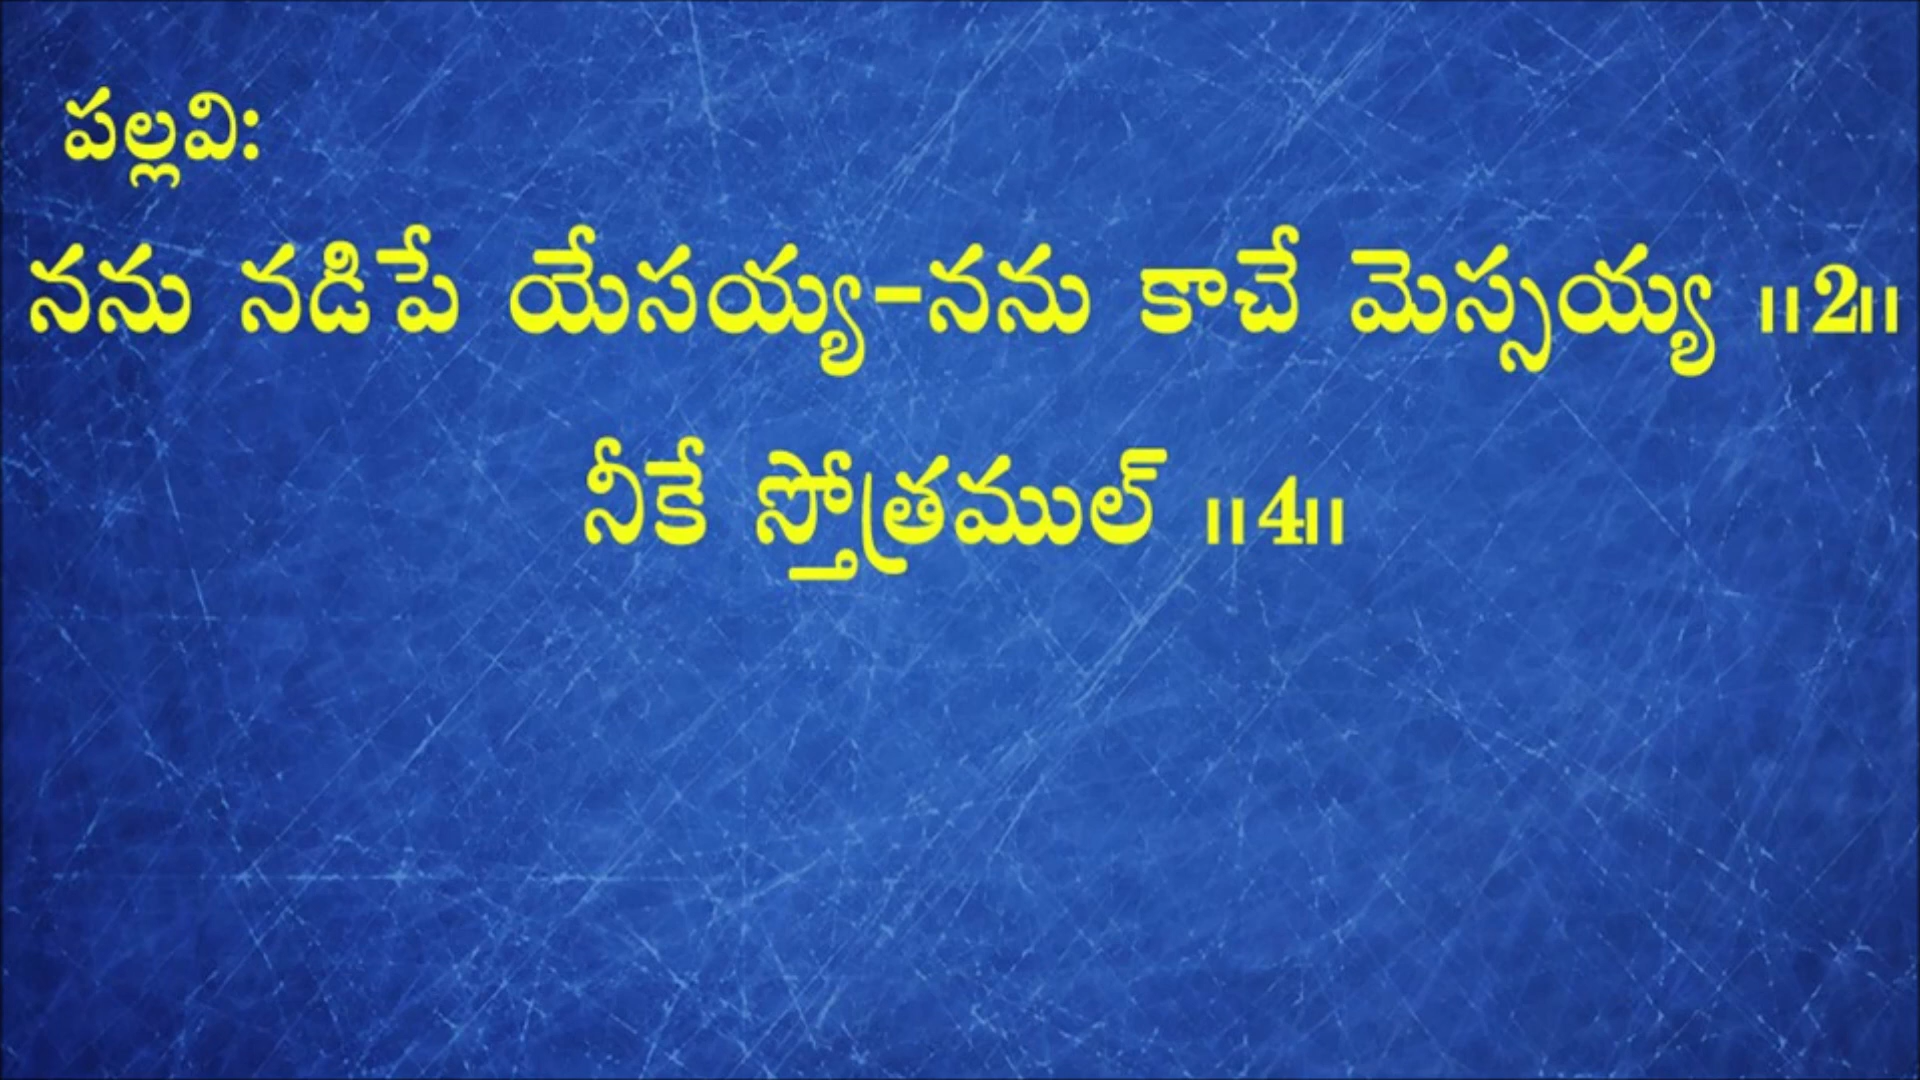 పల్లవి:
నను నడిపే యేసయ్య-నను కాచే మెస్సయ్య ॥2॥
నీకే స్తోత్రముల్ ॥4॥